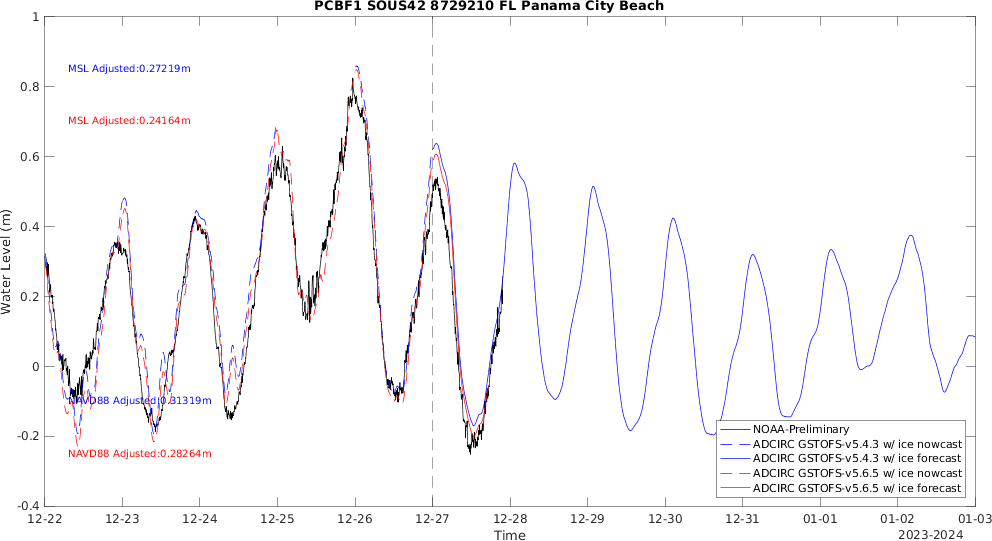 PCBF1 SOUS42 8729210 FL Panama City Beach
1
0.8
0.6
0.4
0.2
0
-0.2
-0.4
Water Level (m)
MSL Adjusted:0.27219m
MSL Adjusted:0.24164m
NAVD88 Adjusted:0.31319m
NAVD88 Adjusted:0.28264m
NOAA-Preliminary
ADCIRC GSTOFS-v5.4.3 w/ ice nowcast
ADCIRC GSTOFS-v5.4.3 w/ ice forecast
ADCIRC GSTOFS-v5.6.5 w/ ice nowcast
ADCIRC GSTOFS-v5.6.5 w/ ice forecast
12-22 12-23 12-24 12-25 12-26 12-27 12-28 12-29 12-30 12-31 01-01 01-02 01-03
Time
2023-2024